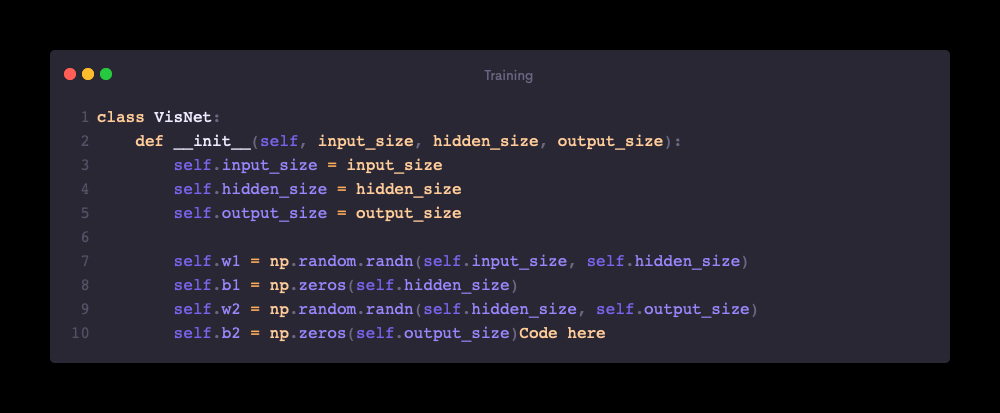 Training
1 class VisNet:
2     def __init__(self, input_size, hidden_size, output_size):
3         self.input_size = input_size
4         self.hidden_size = hidden_size
5         self.output_size = output_size
6
7         self.w1 = np.random.randn(self.input_size, self.hidden_size)
8         self.b1 = np.zeros(self.hidden_size)
9         self.w2 = np.random.randn(self.hidden_size, self.output_size)
10         self.b2 = np.zeros(self.output_size)Code here